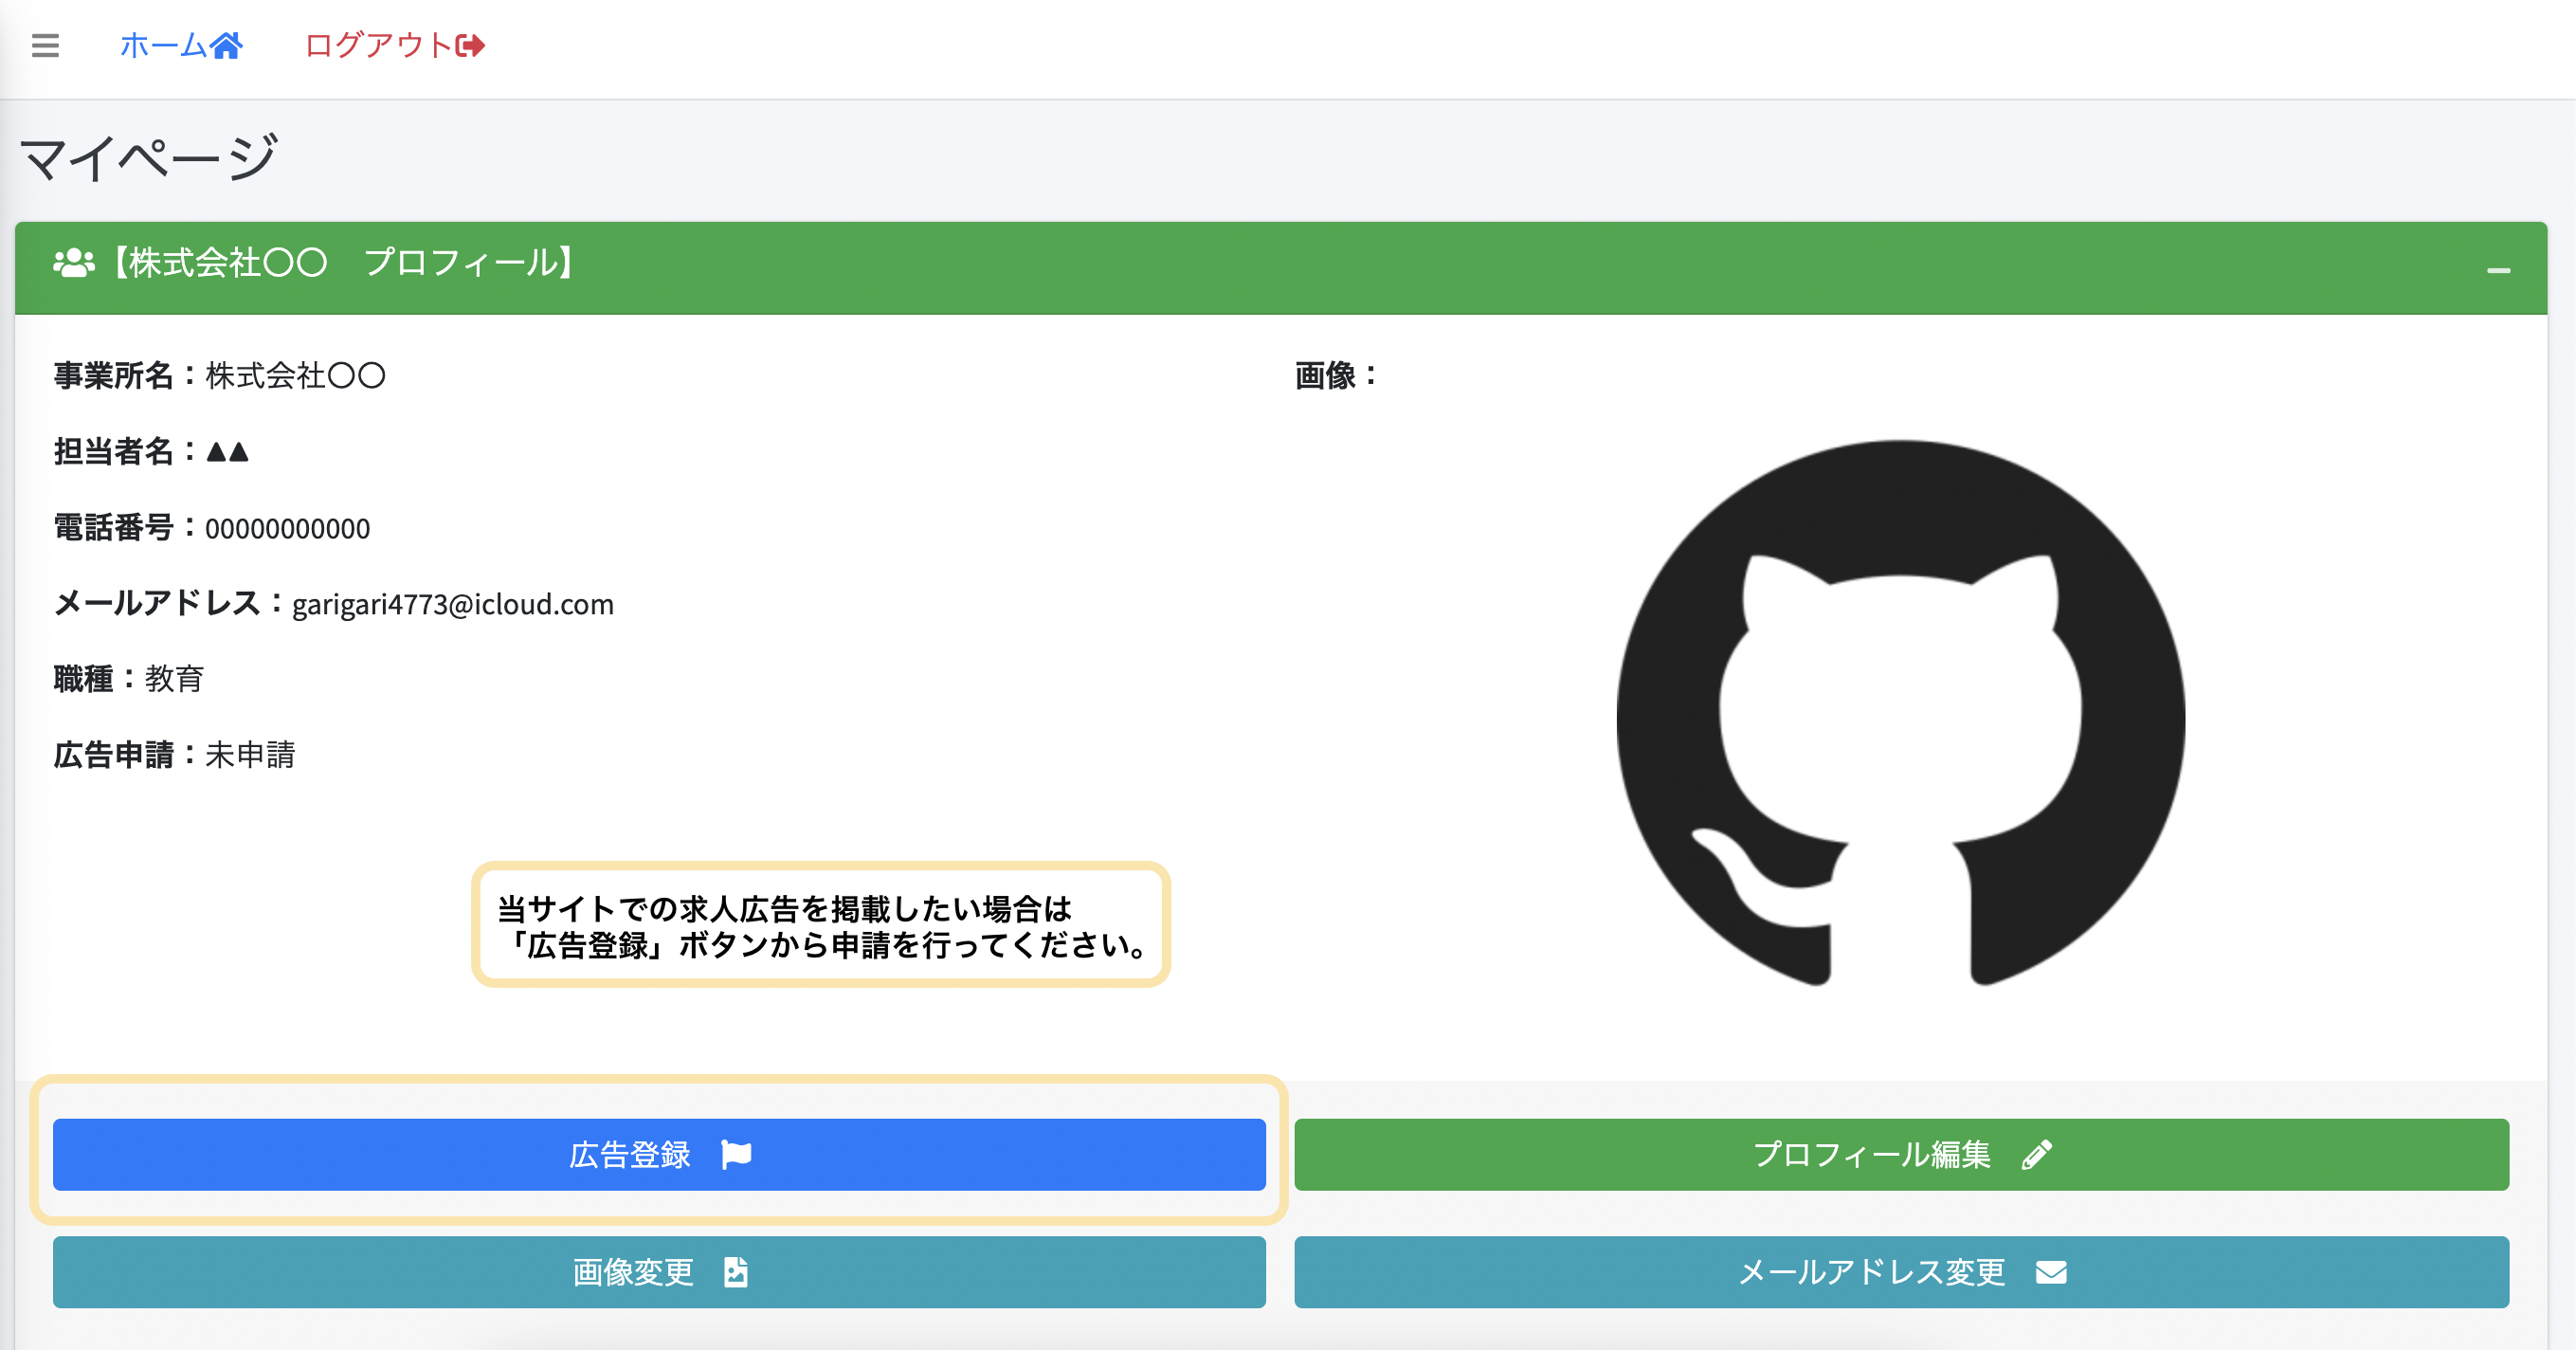 ホーム
ログアウト
マイページ
【株式会社〇〇　プロフィール】
事業所名：株式会社〇〇
画像：
担当者名：▲▲
電話番号：00000000000
メールアドレス：garigari4773@icloud.com
職種：教育
広告申請：未申請
当サイトでの求人広告を掲載したい場合は
「広告登録」ボタンから申請を行ってください。
広告登録
プロフィール編集
画像変更
メールアドレス変更